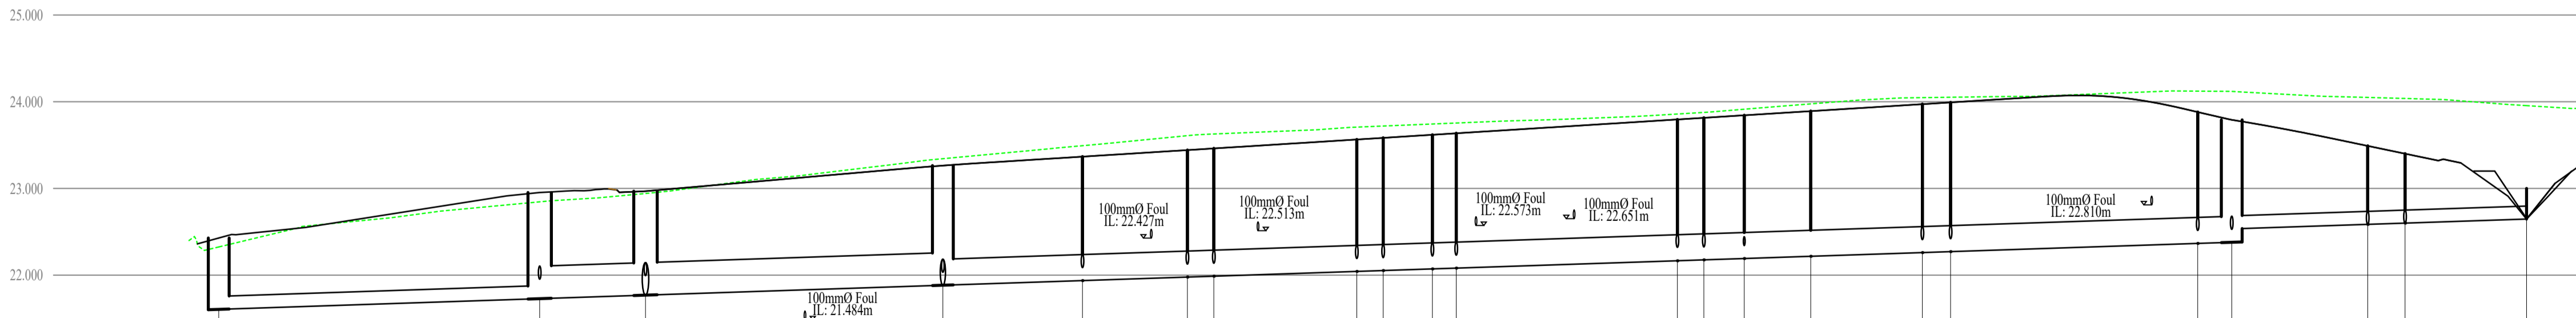 25.000
24.000
23.000
22.000
100mmØ Foul
IL: 21.484m
100mmØ Foul
IL: 22.427m
100mmØ Foul
IL: 22.513m
100mmØ Foul
IL: 22.573m
100mmØ Foul
IL: 22.651m
100mmØ Foul
IL: 22.810m